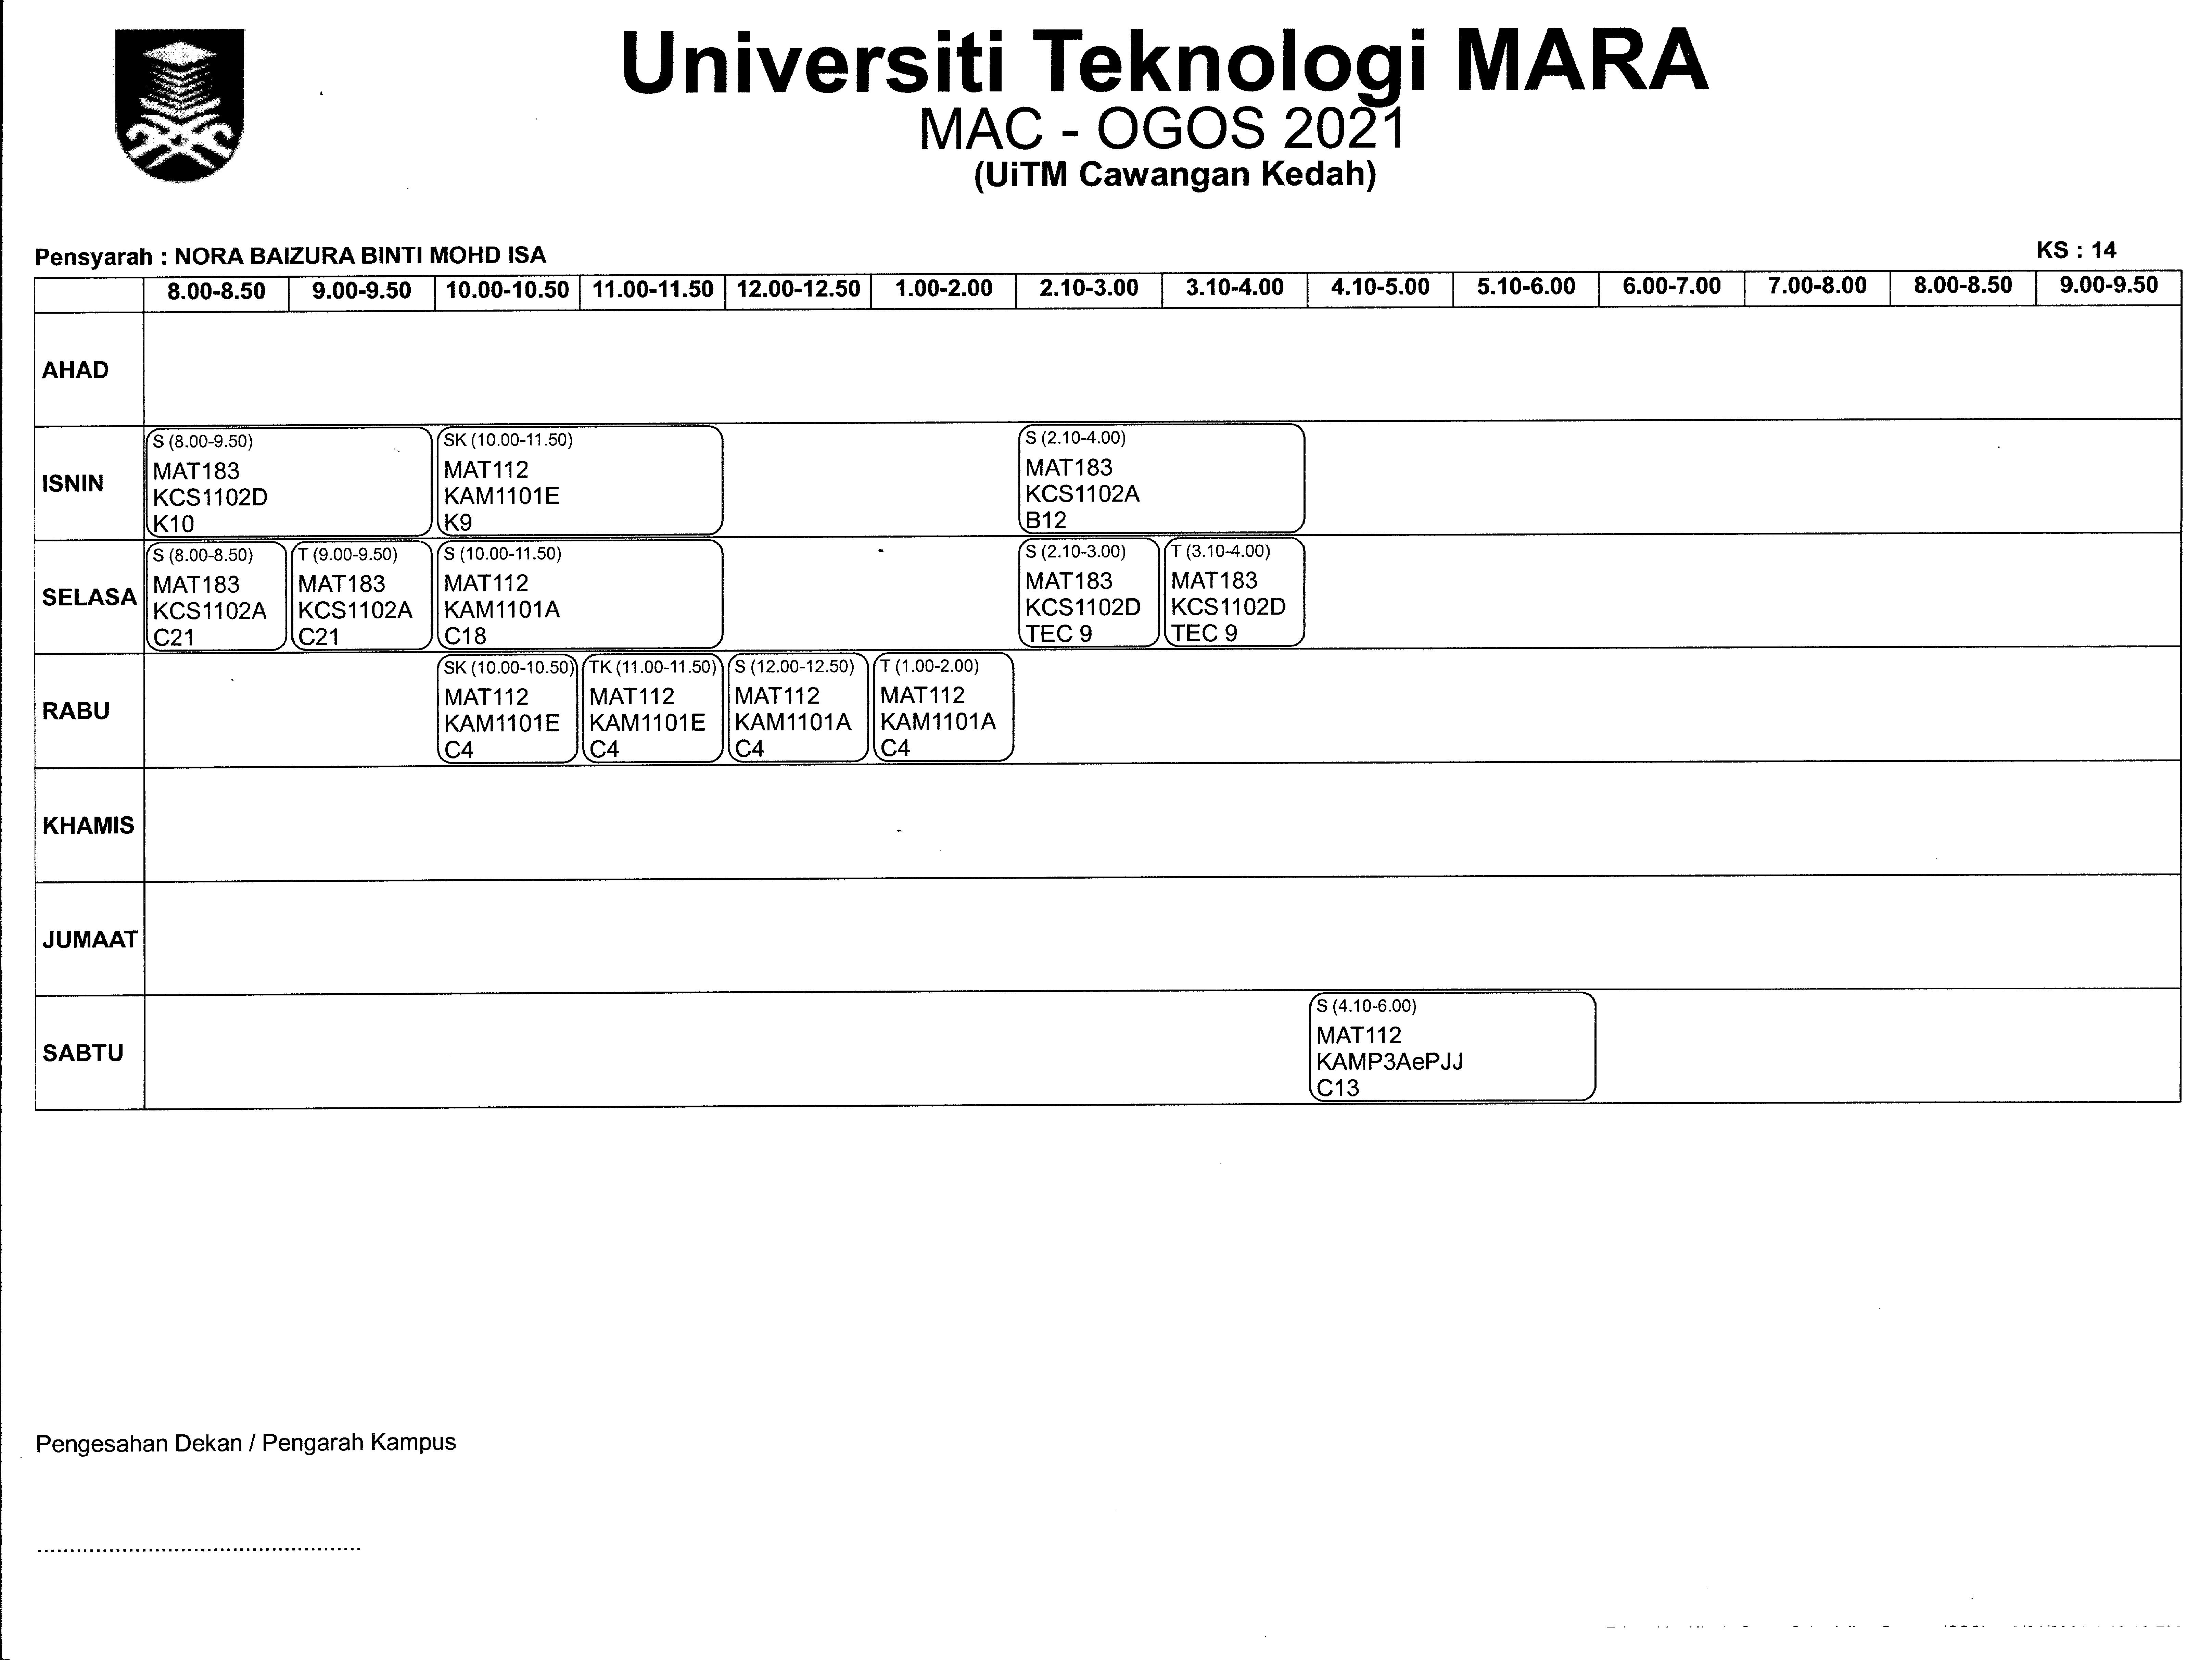 Universiti Teknologi MARA
MAC - OGOS 2021
(UiTM Cawangan Kedah)
Pensyarah : NORA BAIZURA BINTI MOHD ISA
KS : 14
8.00-8.50 9.00-9.50 10.00-10.50 11.00-11.50 12.00-12.50 1.00-2.00 2.10-3.00 3.10-4.00 4.10-5.00 5.10-6.00 6.00-7.00 7.00-8.00 8.00-8.50 9.00-9.50
AHAD
ISNIN
S (8.00-9.50)
MAT183
KCS1102D
K10
SK (10.00-11.50)
MAT112
KAM1101E
K9
S (2.10-4.00)
MAT183
KCS1102A
B12
SELASA
S (8.00-8.50)
MAT183
KCS1102A
C21
T (9.00-9.50)
MAT183
KCS1102A
C21
S (10.00-11.50)
MAT112
KAM1101A
C18
S (2.10-3.00)
MAT183
KCS1102D
TEC 9
T (3.10-4.00)
MAT183
KCS1102D
TEC 9
RABU
SK (10.00-10.50)
MAT112
KAM1101E
C4
TK (11.00-11.50)
MAT112
KAM1101E
C4
S (12.00-12.50)
MAT112
KAM1101A
C4
T (1.00-2.00)
MAT112
KAM1101A
C4
KHAMIS
JUMAAT
SABTU
S (4.10-6.00)
MAT112
KAMP3AePJJ
C13
Pengesahan Dekan / Pengarah Kampus
.................................................